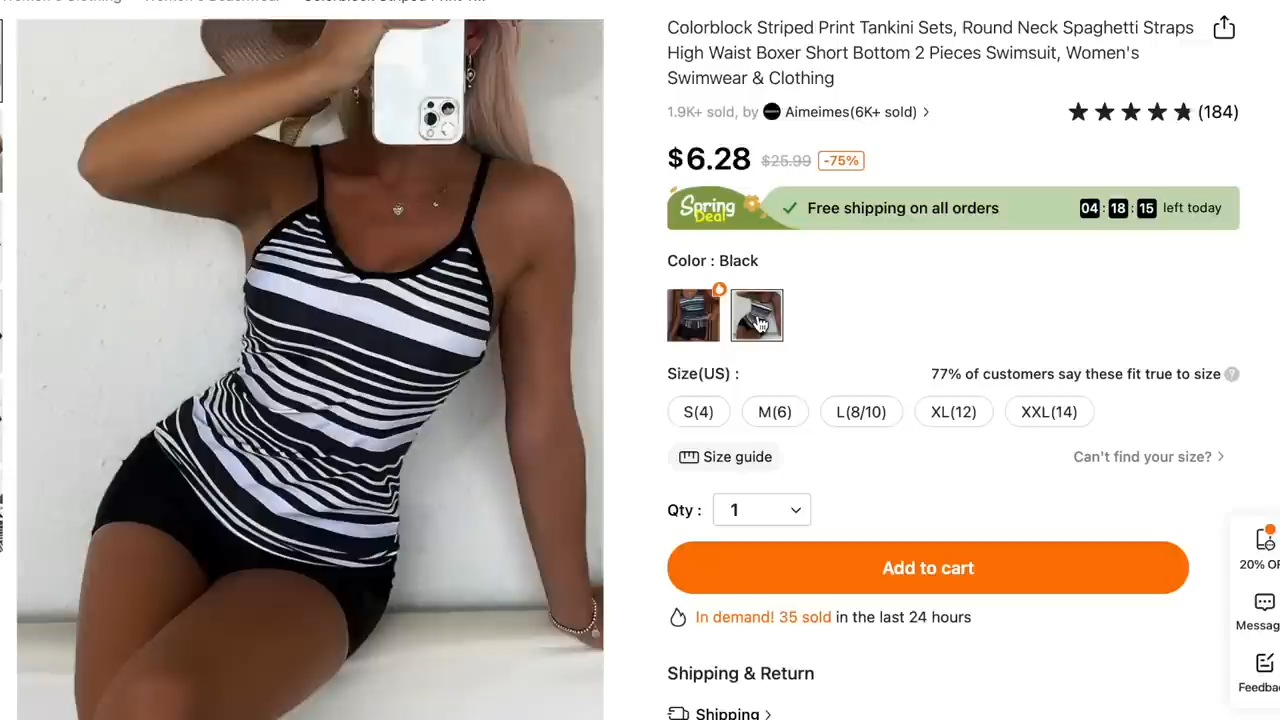 Colorblock Striped Print Tankini Sets, Round Neck Spaghetti Straps
High Waist Boxer Short Bottom 2 Pieces Swimsuit, Women's
Swimwear & Clothing
1.9K+ sold, by Aimeimes(6K+ sold) >
(184)
$6.28 $25.99 -75%
Spring Deal Free shipping on all orders 04 : 18 : 15 left today
Color : Black
Size(US) : 77% of customers say these fit true to size ?
S(4) M(6) L(8/10) XL(12) XXL(14)
Size guide Can't find your size? >
Qty : 1
Add to cart
In demand! 35 sold in the last 24 hours
Shipping & Return
Shipping >
20% OF
Messag
Feedba